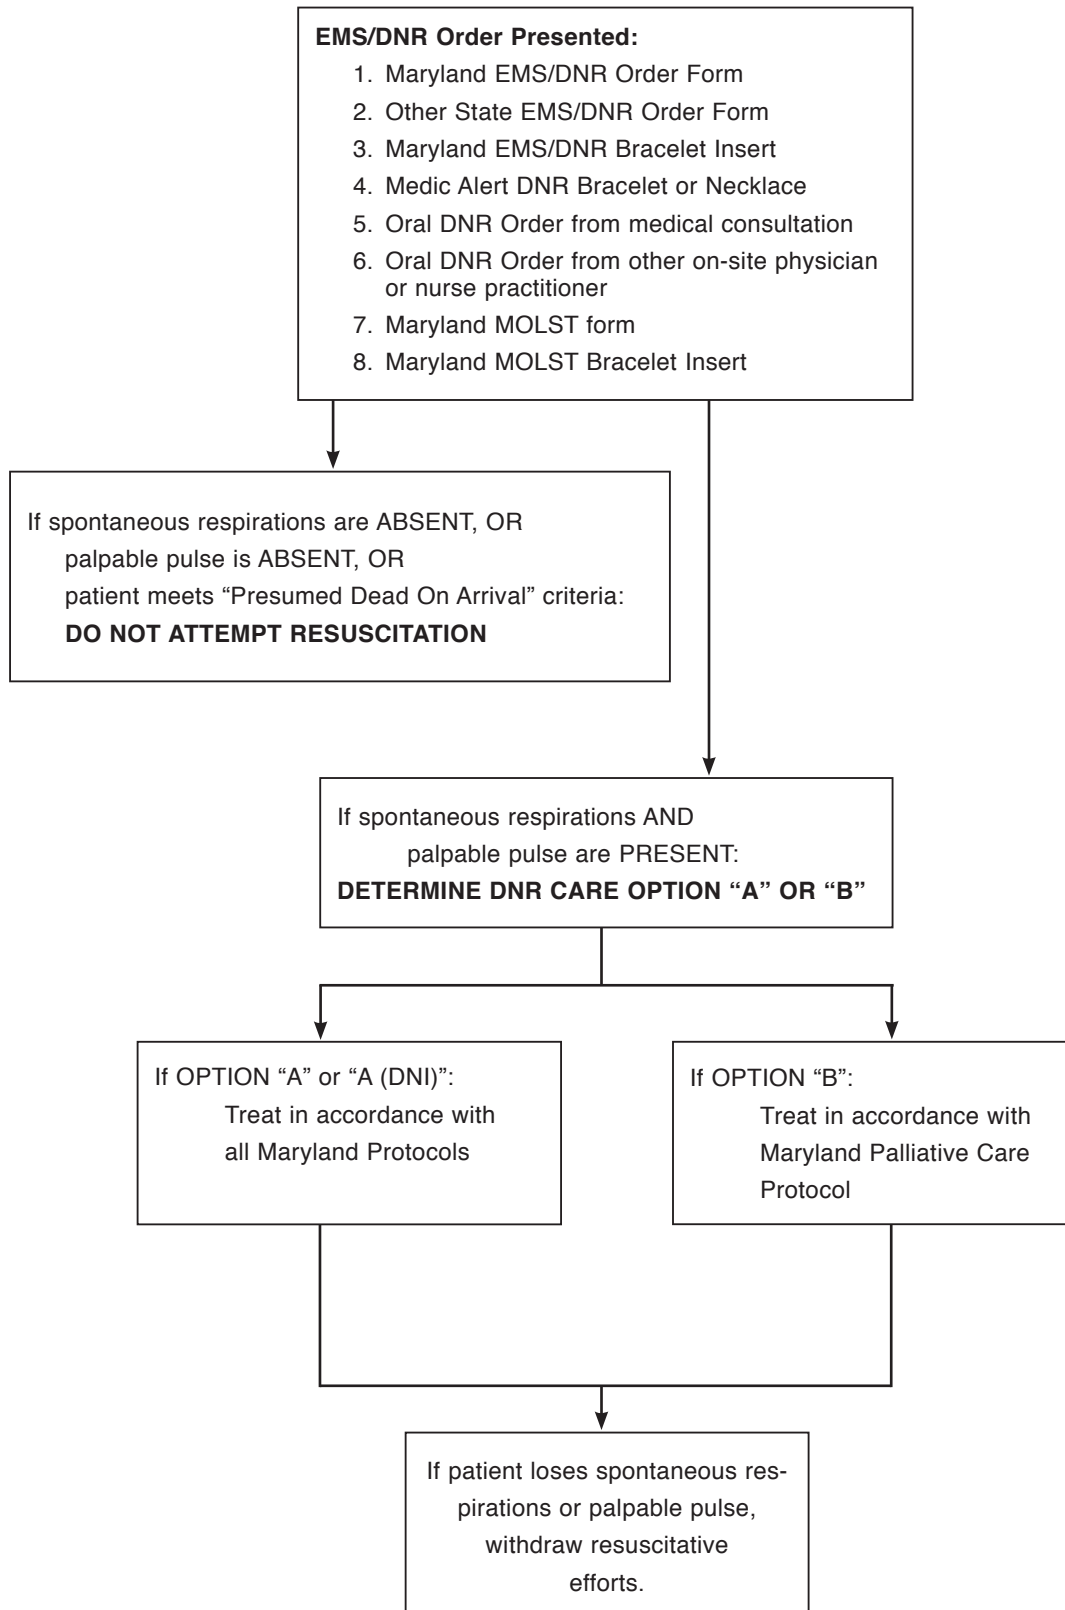 EMS/DNR Order Presented:
1. Maryland EMS/DNR Order Form
2. Other State EMS/DNR Order Form
3. Maryland EMS/DNR Bracelet Insert
4. Medic Alert DNR Bracelet or Necklace
5. Oral DNR Order from medical consultation
6. Oral DNR Order from other on-site physician
or nurse practitioner
7. Maryland MOLST form
8. Maryland MOLST Bracelet Insert
If spontaneous respirations are ABSENT, OR
palpable pulse is ABSENT, OR
patient meets “Presumed Dead On Arrival” criteria:
DO NOT ATTEMPT RESUSCITATION
If spontaneous respirations AND
palpable pulse are PRESENT:
DETERMINE DNR CARE OPTION “A” OR “B”
If OPTION “A” or “A (DNI)”:
Treat in accordance with
all Maryland Protocols
If OPTION “B”:
Treat in accordance with
Maryland Palliative Care
Protocol
If patient loses spontaneous res-
pirations or palpable pulse,
withdraw resuscitative
efforts.